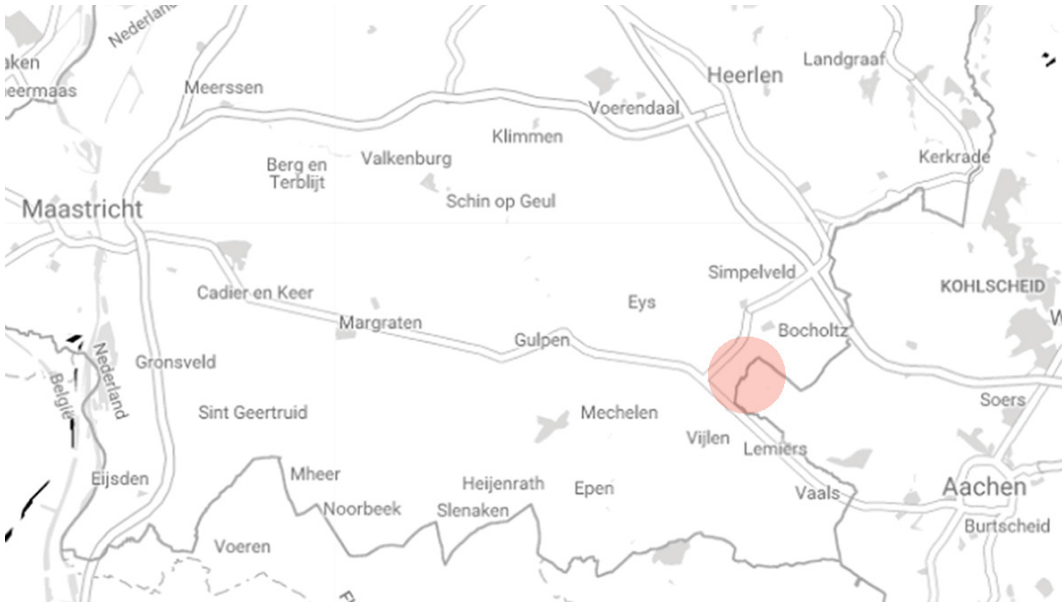 Nederland
Landgraaf
aken
Heerlen
eermaas
Meerssen
Voerendaal
Klimmen
Valkenburg
Kerkrade
Berg en
Terblijt
Schin op Geul
Maastricht
Simpelveld
KOHLSCHEID
Cadier en Keer
Eys
Margraten
W
Bocholtz
Gulpen
Gronsveld
Nederland
België
Soers
Sint Geertruid
Mechelen
Vijlen
Lemiers
Mheer
Eijsden
Heijenrath
Epen
Vaals
Aachen
Noorbeek
Slenaken
Burtscheid
Voeren